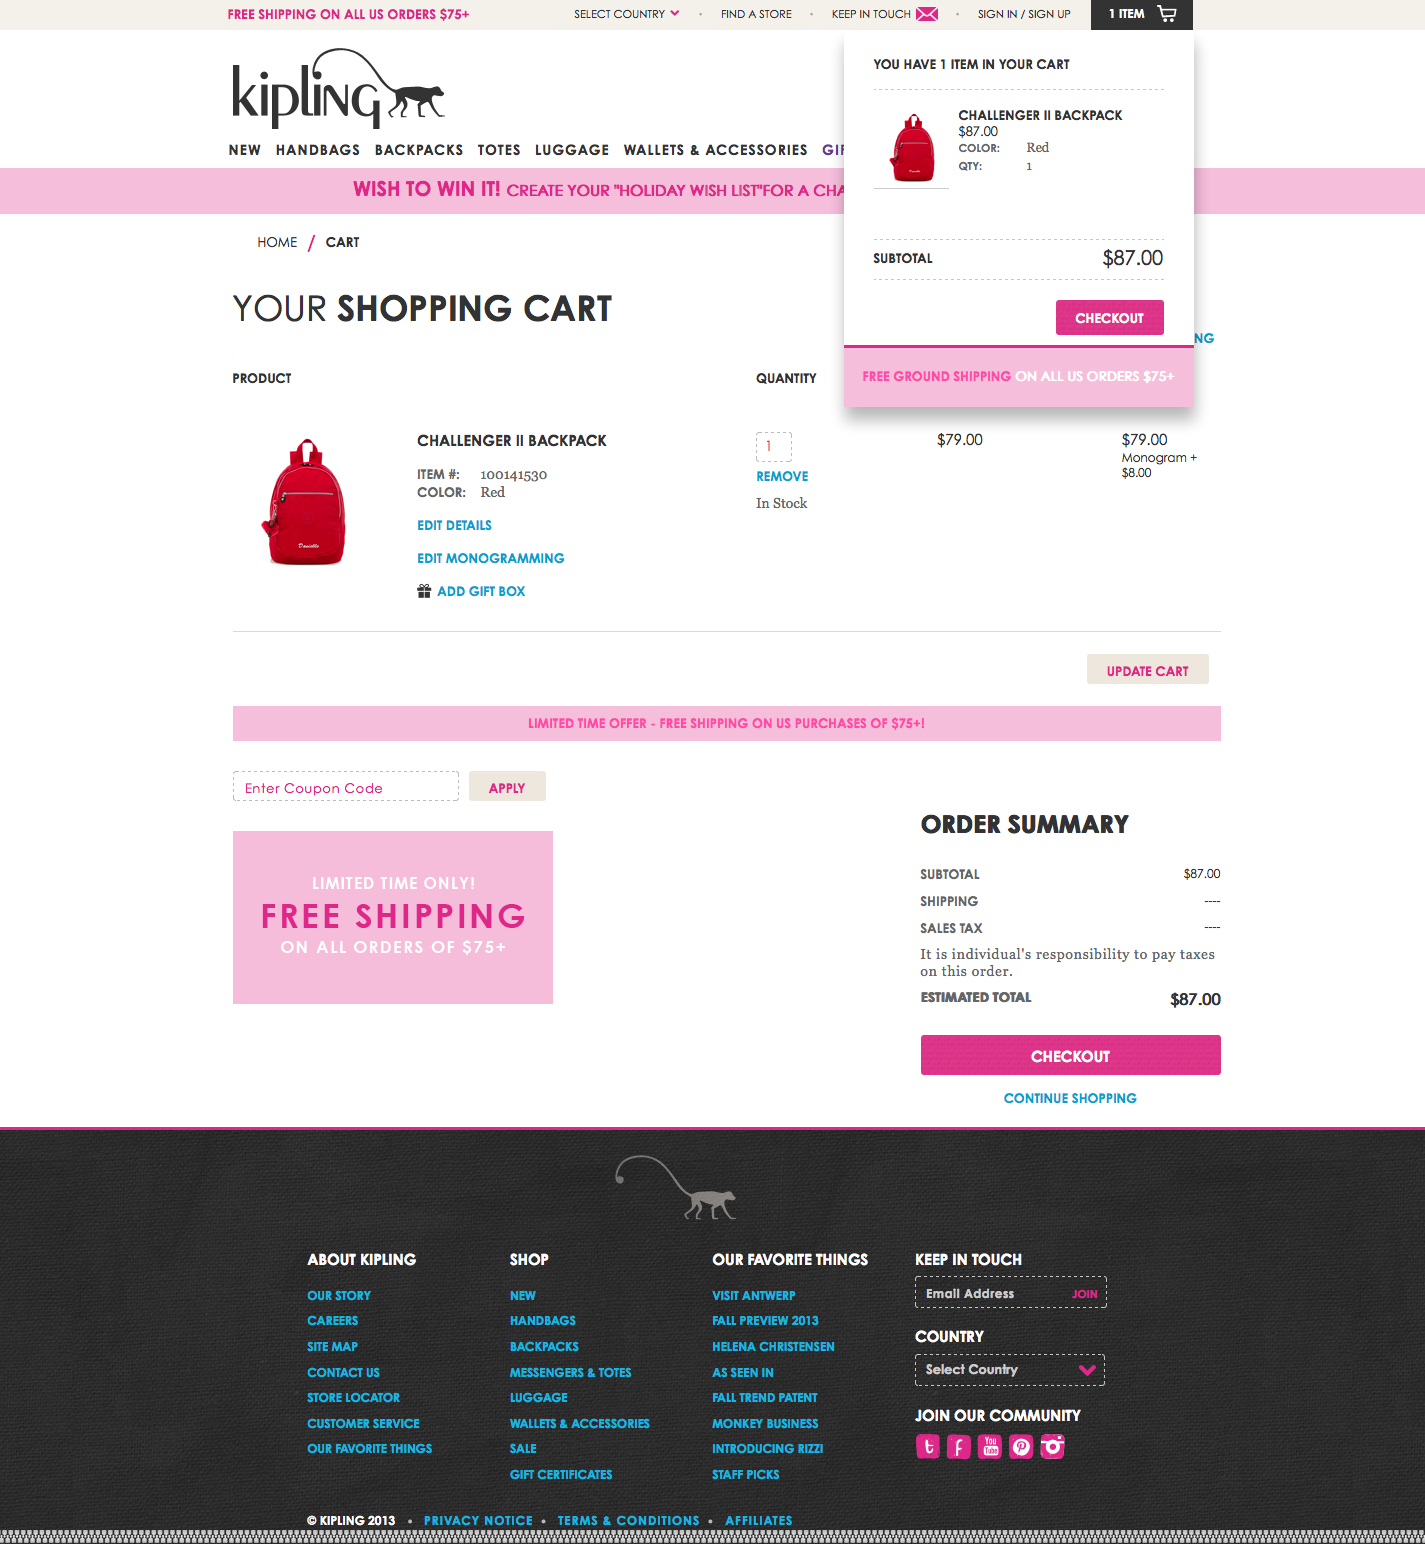 FREE SHIPPING ON ALL US ORDERS $75+
SELECT COUNTRY • FIND A STORE • KEEP IN TOUCH • SIGN IN / SIGN UP
1 ITEM
kipling
NEW HANDBAGS BACKPACKS TOTES LUGGAGE WALLETS & ACCESSORIES
WISH TO WIN IT! CREATE YOUR "HOLIDAY WISH LIST"FOR A
YOU HAVE 1 ITEM IN YOUR CART
CHALLENGER II BACKPACK
$87.00
COLOR: Red
QTY: 1
SUBTOTAL $87.00
CHECKOUT
FREE GROUND SHIPPING ON ALL US ORDERS $75+
HOME / CART
YOUR SHOPPING CART
NG
PRODUCT QUANTITY
CHALLENGER II BACKPACK
ITEM #: 100141530
COLOR: Red
EDIT DETAILS
EDIT MONOGRAMMING
ADD GIFT BOX
Danielle
1
REMOVE
In Stock
$79.00
$79.00
Monogram +
$8.00
UPDATE CART
LIMITED TIME OFFER - FREE SHIPPING ON US PURCHASES OF $75+!
Enter Coupon Code APPLY
LIMITED TIME ONLY!
FREE SHIPPING
ON ALL ORDERS OF $75+
ORDER SUMMARY
SUBTOTAL $87.00
SHIPPING ----
SALES TAX ----
It is individual's responsibility to pay taxes
on this order.
ESTIMATED TOTAL $87.00
CHECKOUT
CONTINUE SHOPPING
ABOUT KIPLING
OUR STORY
CAREERS
SITE MAP
CONTACT US
STORE LOCATOR
CUSTOMER SERVICE
OUR FAVORITE THINGS
SHOP
NEW
HANDBAGS
BACKPACKS
MESSENGERS & TOTES
LUGGAGE
WALLETS & ACCESSORIES
SALE
GIFT CERTIFICATES
OUR FAVORITE THINGS
VISIT ANTWERP
FALL PREVIEW 2013
HELENA CHRISTENSEN
AS SEEN IN
FALL TREND PATENT
MONKEY BUSINESS
INTRODUCING RIZZI
STAFF PICKS
KEEP IN TOUCH
Email Address JOIN
COUNTRY
Select Country
JOIN OUR COMMUNITY
You Tube
© KIPLING 2013 • PRIVACY NOTICE • TERMS & CONDITIONS • AFFILIATES